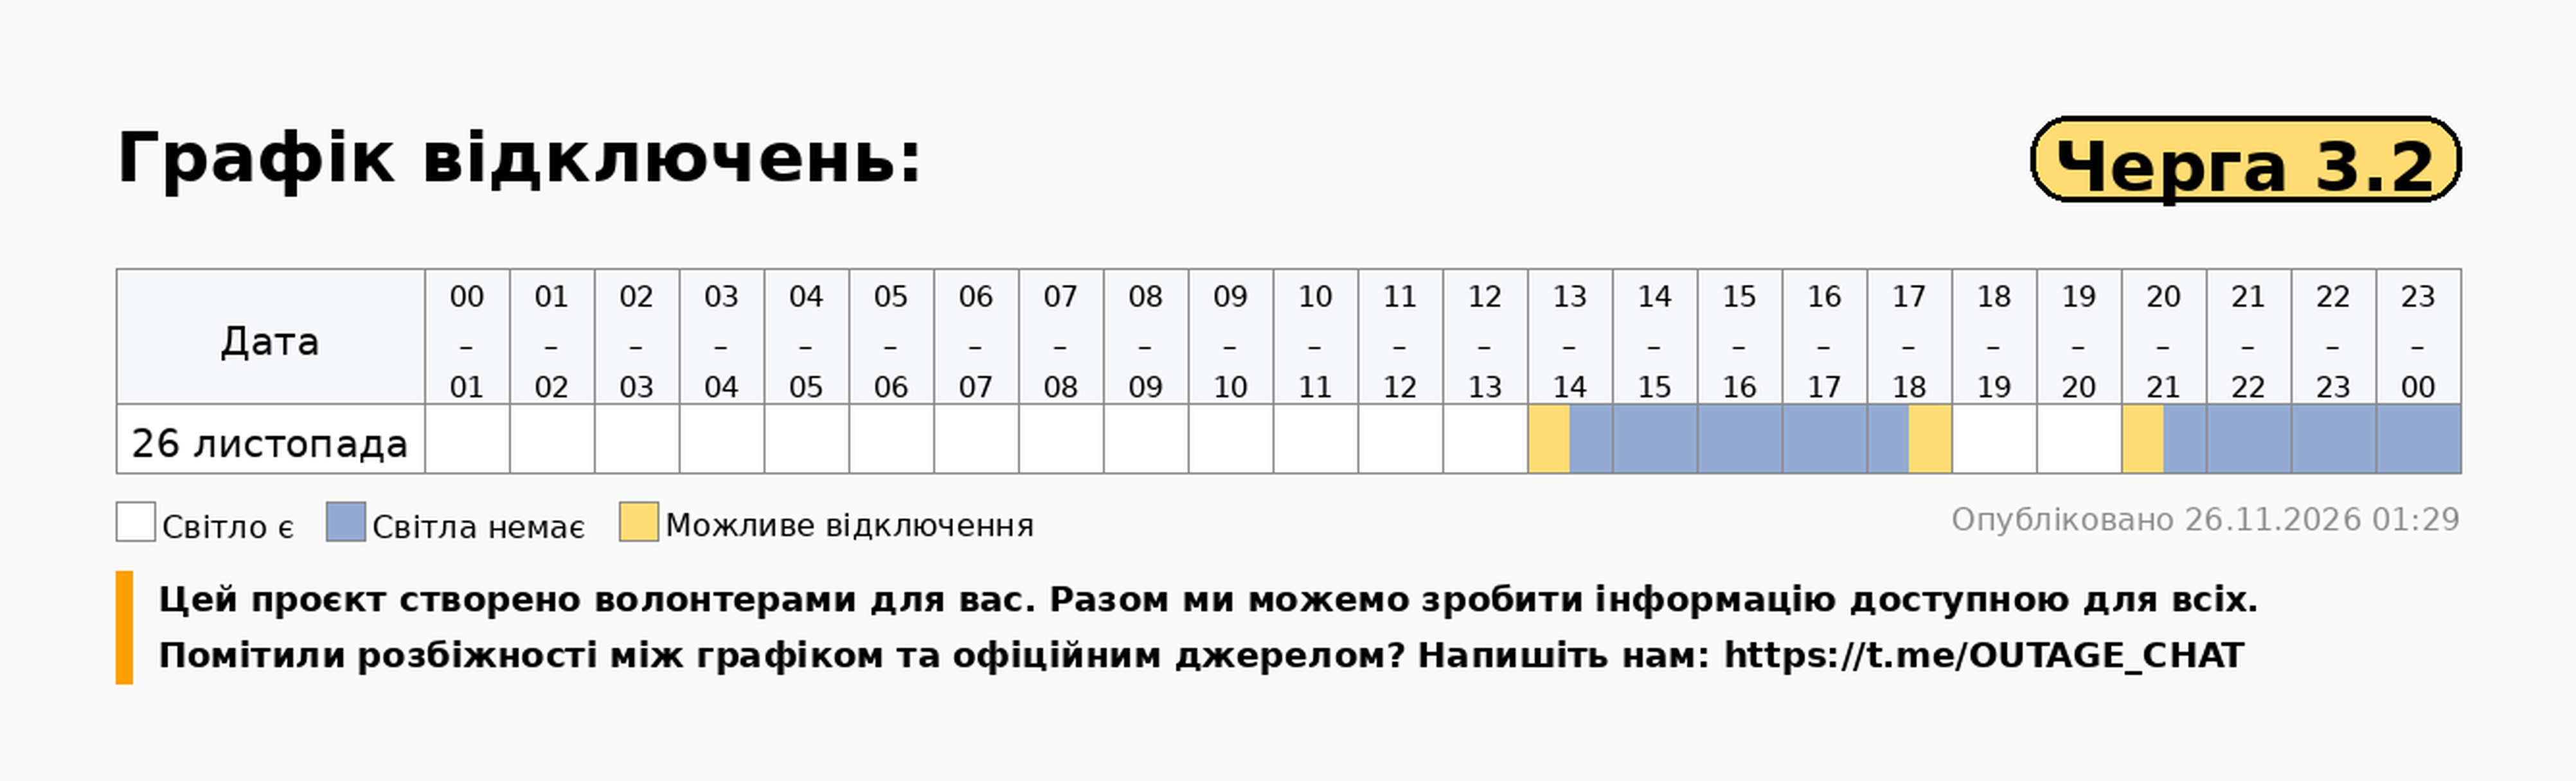 Графік відключень:
Черга 3.2
Дата 00 – 01 01 – 02 02 – 03 03 – 04 04 – 05 05 – 06 06 – 07 07 – 08 08 – 09 09 – 10 10 – 11 11 – 12 12 – 13 13 – 14 14 – 15 15 – 16 16 – 17 17 – 18 18 – 19 19 – 20 20 – 21 21 – 22 22 – 23 23 – 00
26 листопада
Світло є Світла немає Можливе відключення
Опубліковано 26.11.2026 01:29
Цей проєкт створено волонтерами для вас. Разом ми можемо зробити інформацію доступною для всіх.
Помітили розбіжності між графіком та офіційним джерелом? Напишіть нам: https://t.me/OUTAGE_CHAT